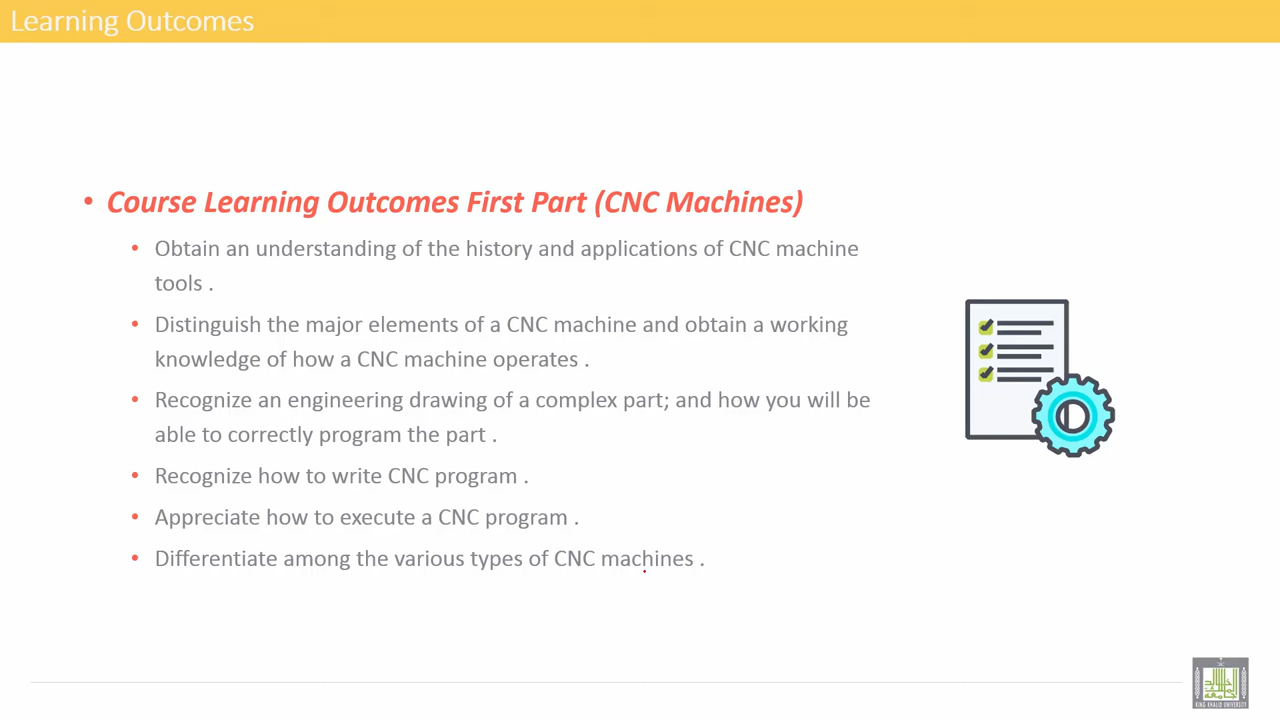 Learning Outcomes
• Course Learning Outcomes First Part (CNC Machines)
• Obtain an understanding of the history and applications of CNC machine
tools .
• Distinguish the major elements of a CNC machine and obtain a working
knowledge of how a CNC machine operates .
• Recognize an engineering drawing of a complex part; and how you will be
able to correctly program the part .
• Recognize how to write CNC program .
• Appreciate how to execute a CNC program .
• Differentiate among the various types of CNC machines .
KING KHALID UNIVERSITY